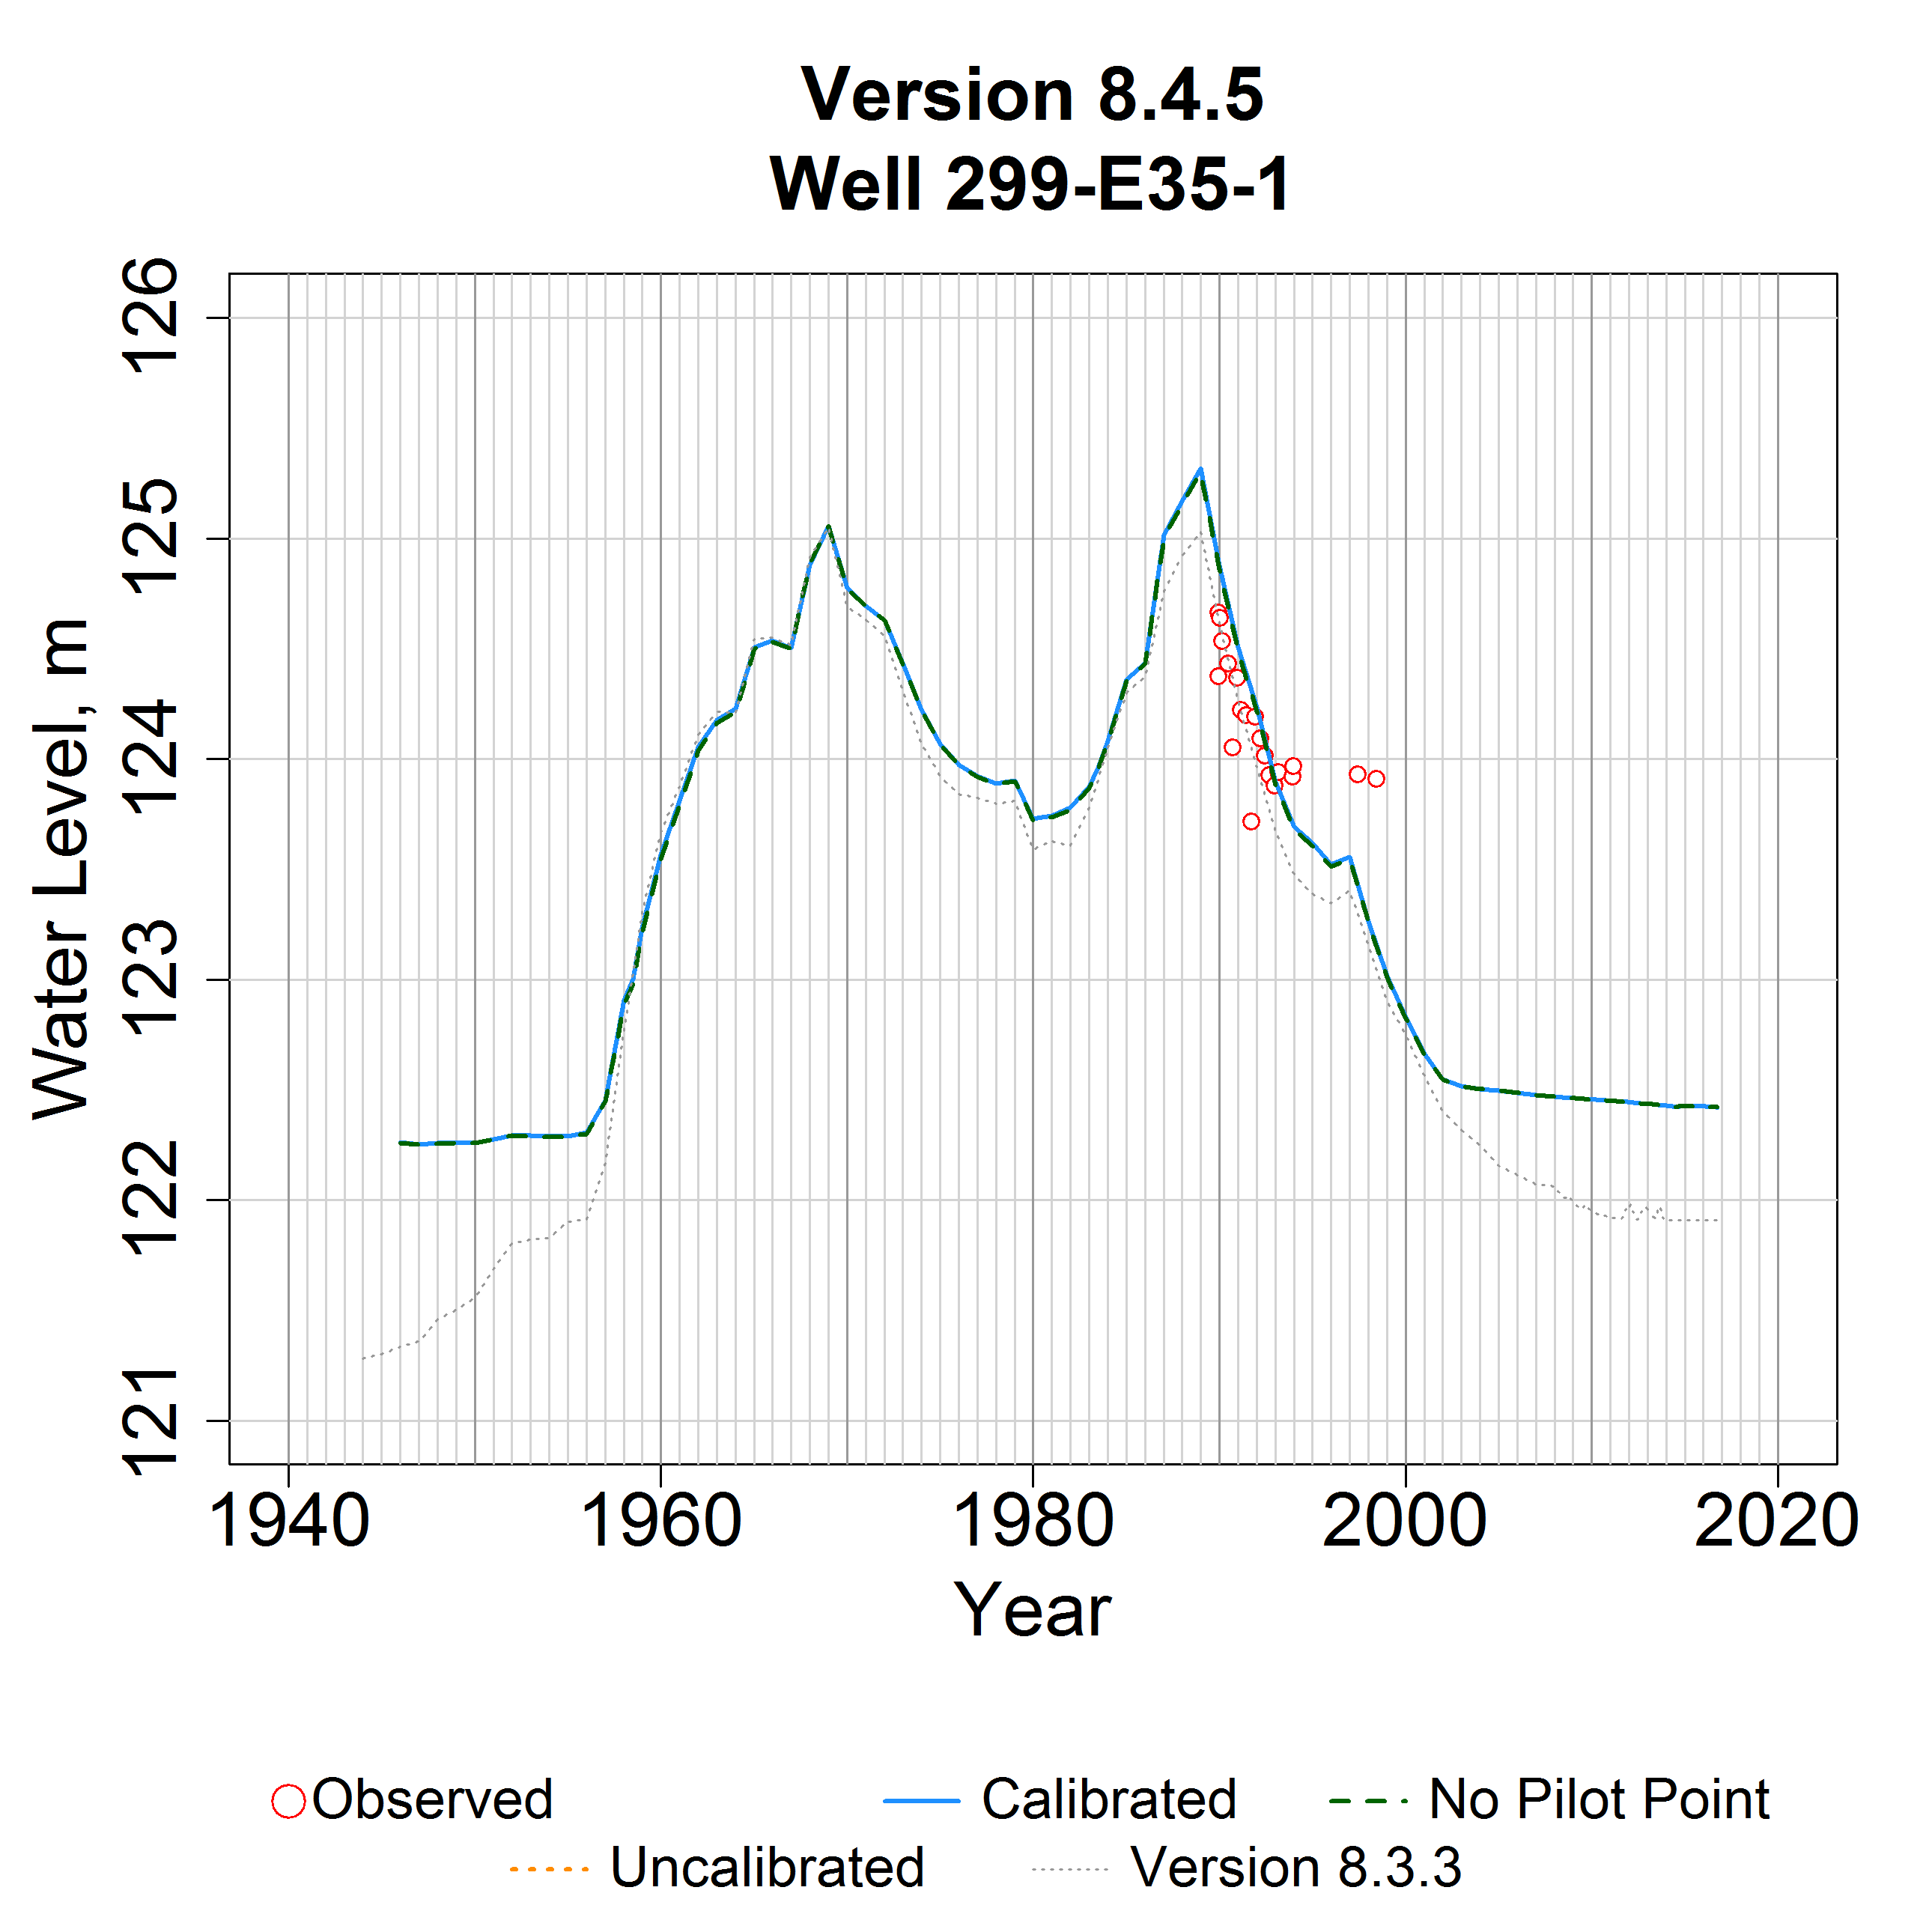 Version 8.4.5
Well 299-E35-1
Water Level, m
126
125
124
123
122
121
1940 1960 1980 2000 2020
Year
Observed Calibrated No Pilot Point
Uncalibrated Version 8.3.3